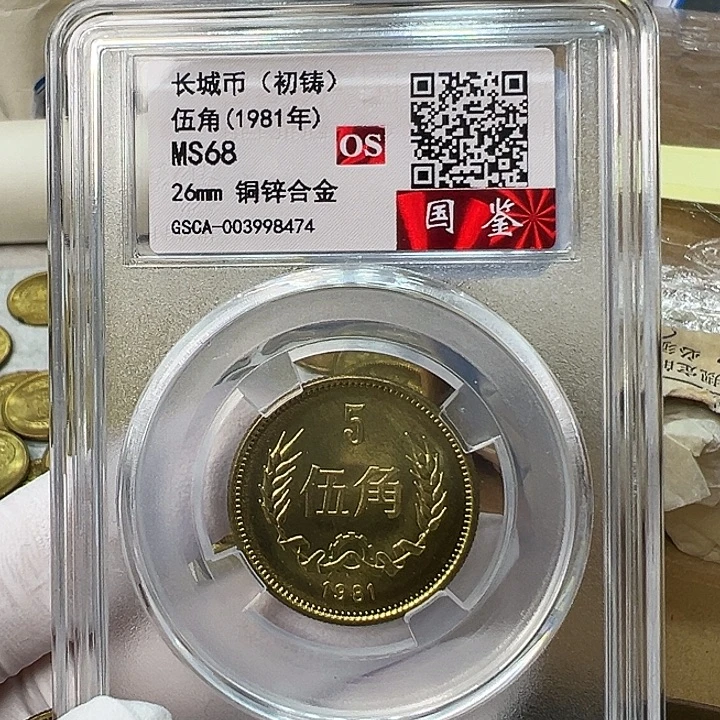 长城币（初铸）
伍角(1981年)
MS68
OS
26mm 铜锌合金
GSCA-003998474
国鉴
5
伍角
1981